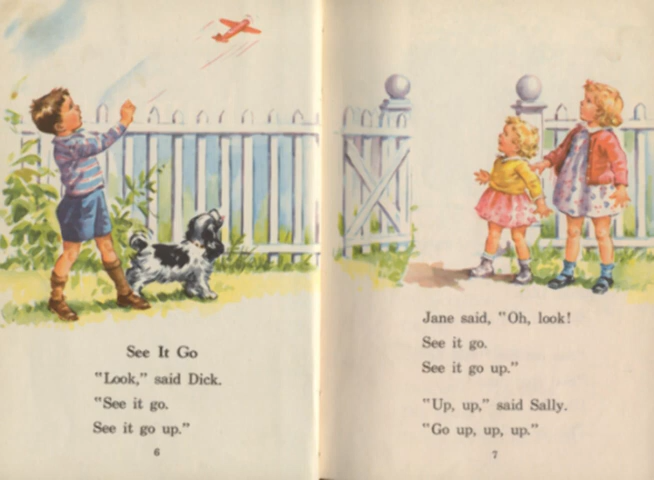 See It Go
"Look," said Dick.
"See it go.
See it go up."
6
Jane said, "Oh, look!
See it go.
See it go up."
"Up, up," said Sally.
"Go up, up, up."
7